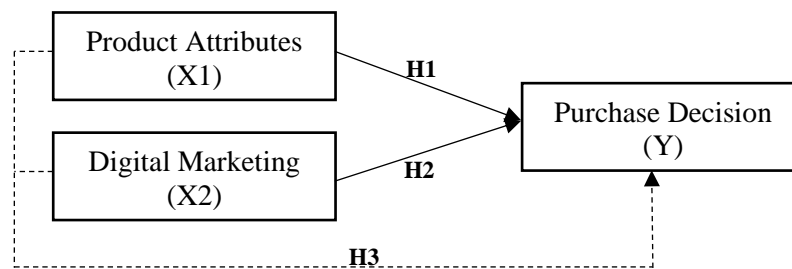 Product Attributes
(X1)
H1
Purchase Decision
(Y)
Digital Marketing
(X2)
H2
H3